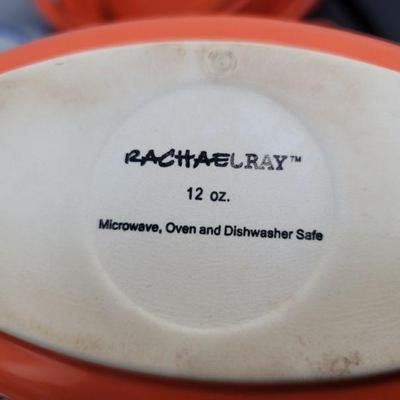 RACHAELRAY™
12 oz.
Microwave, Oven and Dishwasher Safe